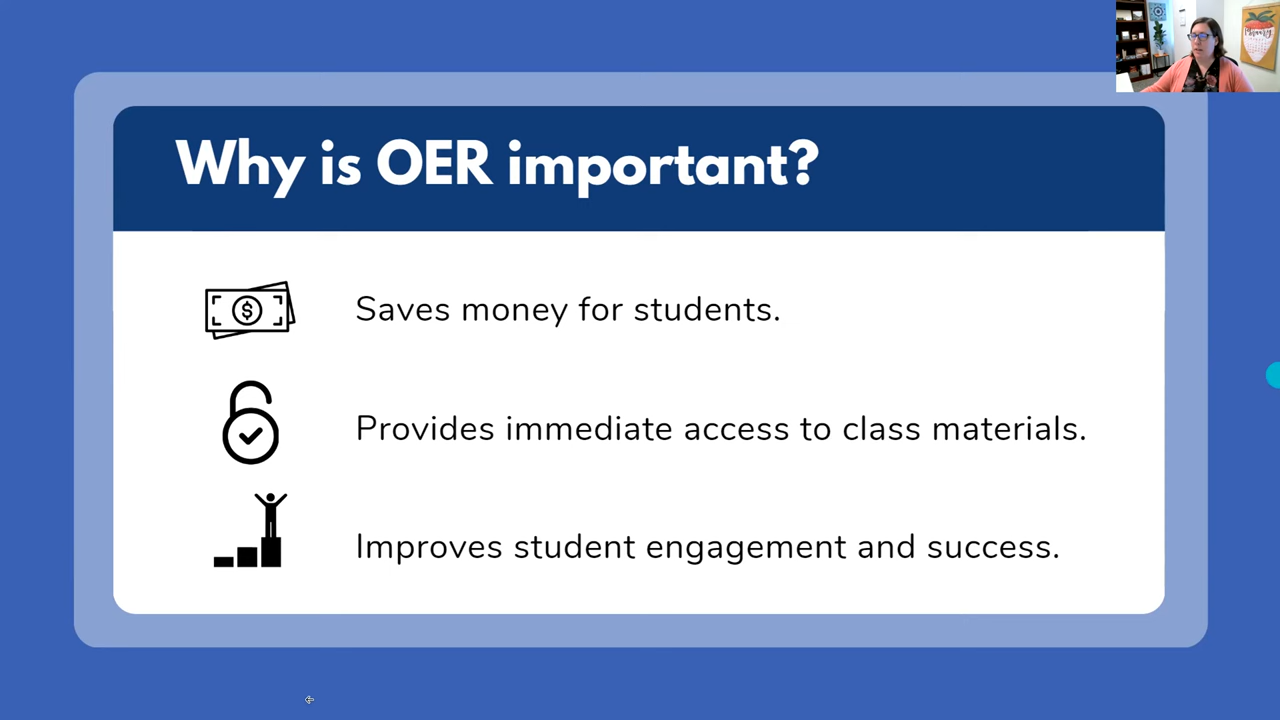 Why is OER important?
$
Saves money for students.
Provides immediate access to class materials.
Improves student engagement and success.